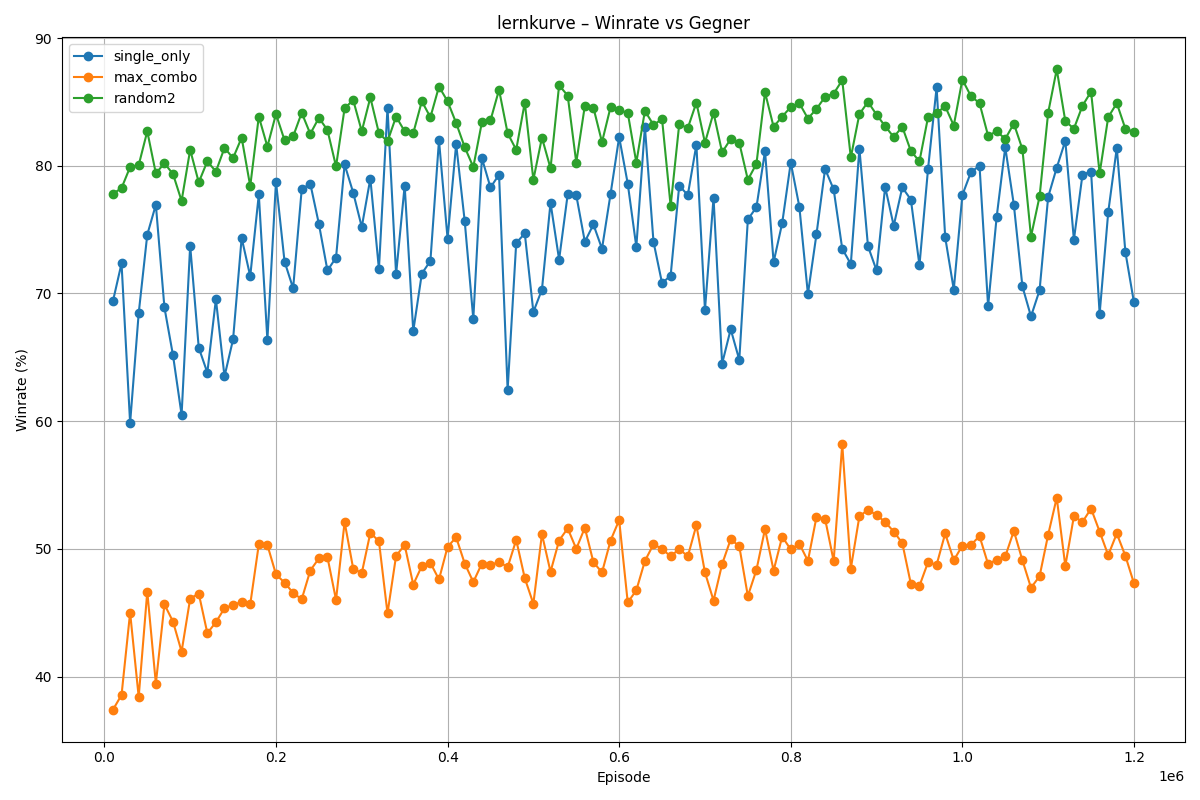 lernkurve – Winrate vs Gegner
single_only
max_combo
random2
Winrate (%)
90
80
70
60
50
40
0.0 0.2 0.4 0.6 0.8 1.0 1.2
Episode
1e6